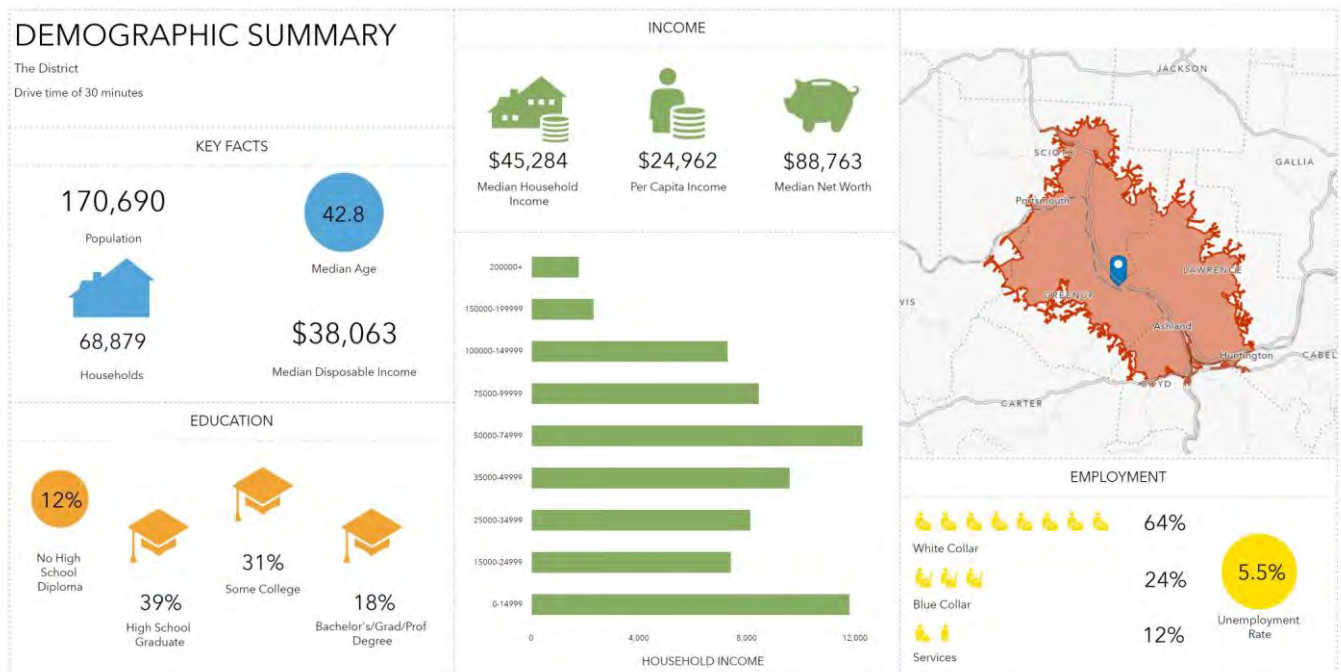 DEMOGRAPHIC SUMMARY
The District
Drive time of 30 minutes
KEY FACTS
170,690
Population
42.8
Median Age
68,879
Households
$38,063
Median Disposable Income
EDUCATION
12%
No High
School
Diploma
39%
High School
Graduate
31%
Some College
18%
Bachelor's/Grad/Prof
Degree
INCOME
$45,284
Median Household
Income
$24,962
Per Capita Income
$88,763
Median Net Worth
200000+
150000-199999
100000-149999
75000-99999
50000-74999
35000-49999
25000-34999
15000-24999
0-14999
0 4,000 8,000 12,000
HOUSEHOLD INCOME
JACKSON
SCIOTO
GALLIA
Portsmouth
LAWRENCE
GREENUP
WIS
Ashland
Huntington
CABEL
BOYD
CARTER
EMPLOYMENT
64%
White Collar
24%
Blue Collar
12%
Services
5.5%
Unemployment
Rate